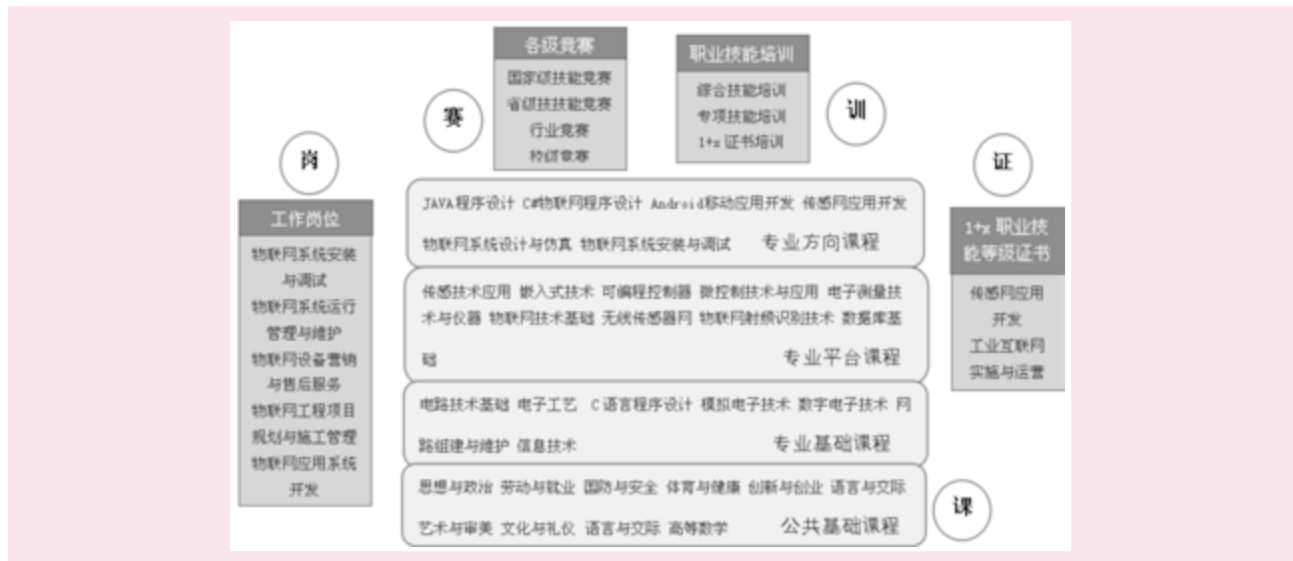 各级竞赛
国家级技能竞赛
省级技技能竞赛
行业竞赛
校级竞赛
赛
职业技能培训
综合技能培训
专项技能培训
1+x 证书培训
训
岗
工作岗位
物联网系统安装
与调试
物联网系统运行
管理与维护
物联网设备营销
与售后服务
物联网工程项目
规划与施工管理
物联网应用系统
开发
JAVA程序设计 C#物联网程序设计 Android移动应用开发 传感网应用开发
物联网系统设计与仿真 物联网系统安装与调试 专业方向课程
传感技术应用 嵌入式技术 可编程控制器 微控制技术与应用 电子测量技
术与仪器 物联网技术基础 无线传感器网 物联网射频识别技术 数据库基
础 专业平台课程
电路技术基础 电子工艺 C语言程序设计 模拟电子技术 数字电子技术 网
路组建与维护 信息技术 专业基础课程
思想与政治 劳动与就业 国防与安全 体育与健康 创新与创业 语言与交际
艺术与审美 文化与礼仪 语言与交际 高等数学 公共基础课程
证
1+x 职业技
能等级证书
传感网应用
开发
工业互联网
实施与运营
课